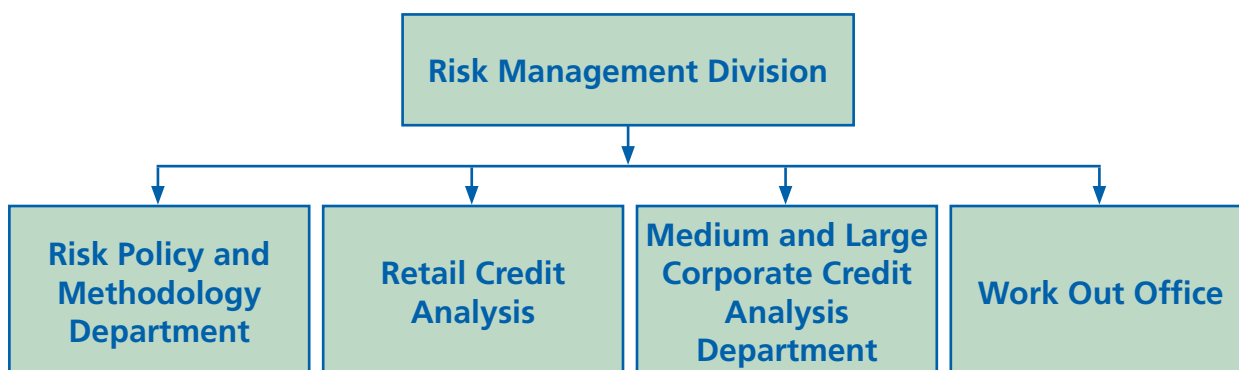 Risk Management Division
Risk Policy and
Methodology
Department
Retail Credit
Analysis
Medium and Large
Corporate Credit
Analysis
Department
Work Out Office